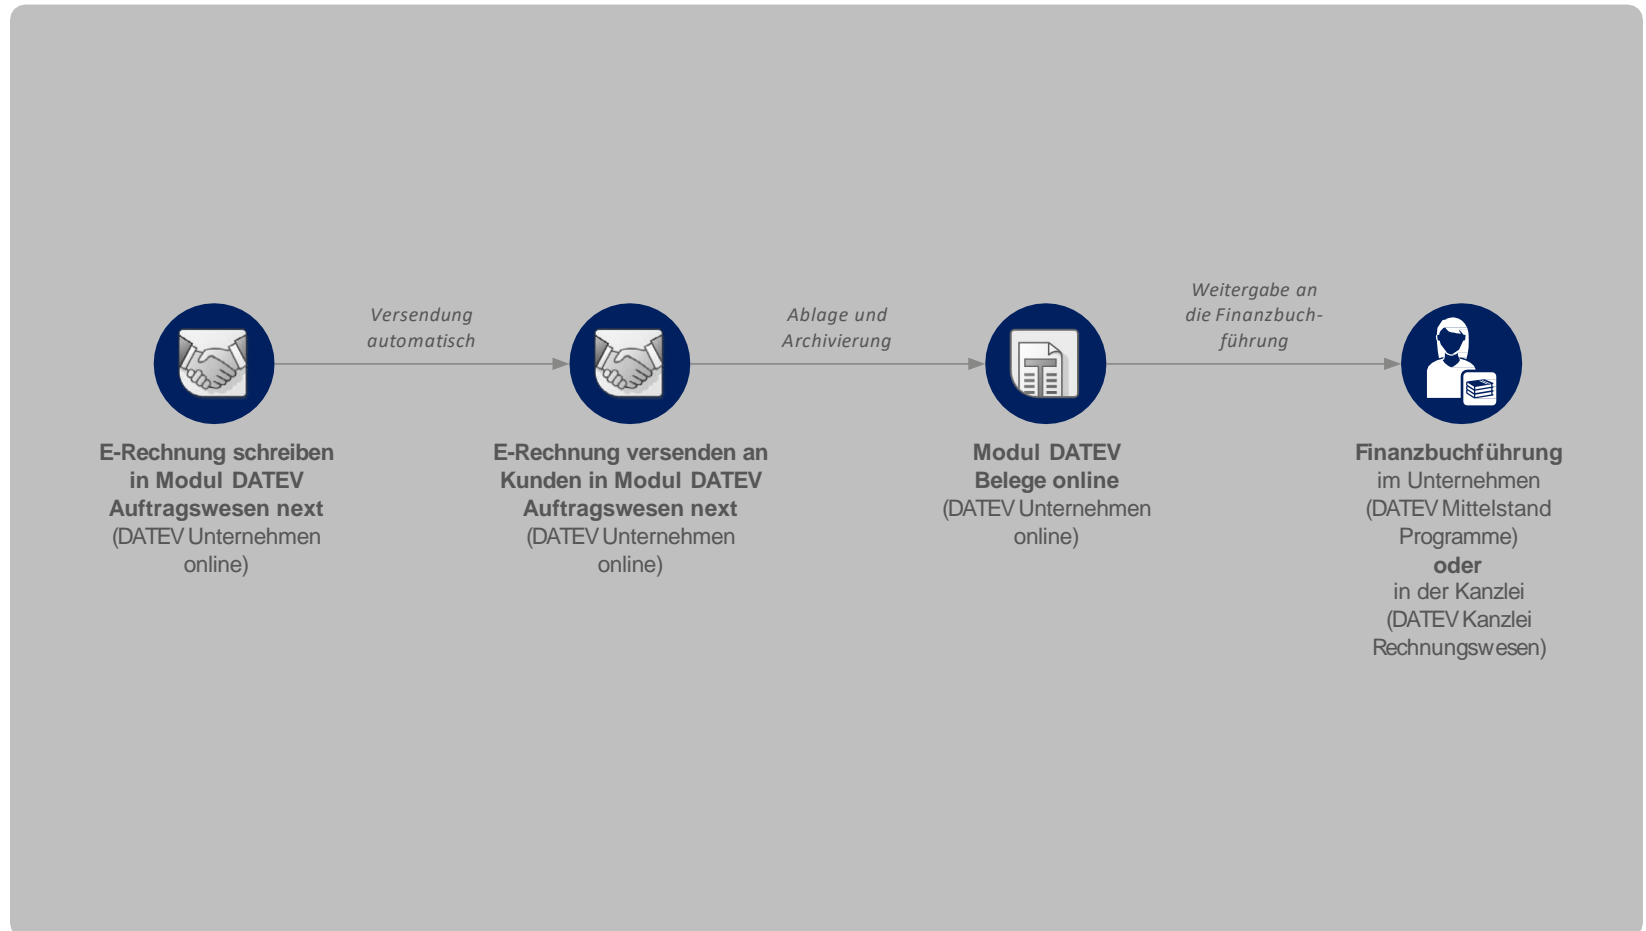 E-Rechnung schreiben
in Modul DATEV
Auftragswesen next
(DATEV Unternehmen
online)
Versendung
automatisch
E-Rechnung versenden an
Kunden in Modul DATEV
Auftragswesen next
(DATEV Unternehmen
online)
Ablage und
Archivierung
Modul DATEV
Belege online
(DATEV Unternehmen
online)
Weitergabe an
die Finanzbuch-
führung
Finanzbuchführung
im Unternehmen
(DATEV Mittelstand
Programme)
oder
in der Kanzlei
(DATEV Kanzlei
Rechnungswesen)